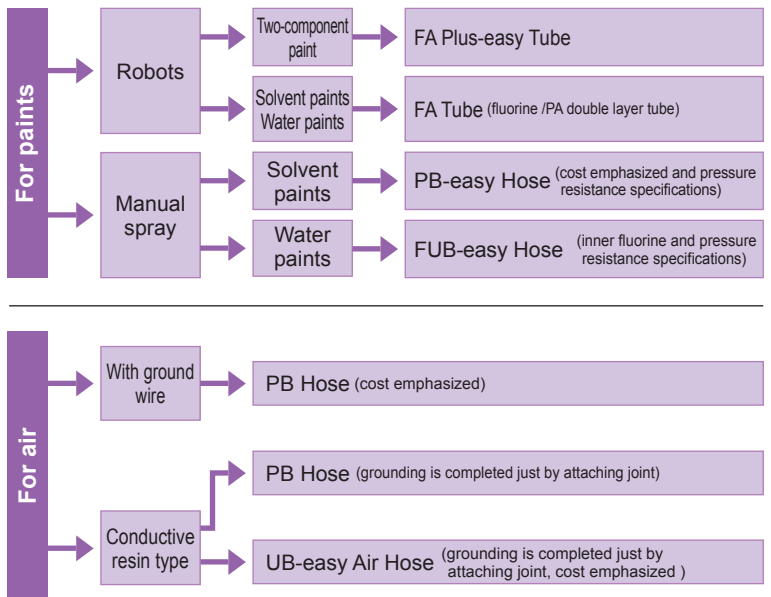 For paints
Robots
Two-component
paint
FA Plus-easy Tube
Solvent paints
Water paints
FA Tube (fluorine /PA double layer tube)
Manual
spray
Solvent
paints
PB-easy Hose (cost emphasized and pressure
resistance specifications)
Water
paints
FUB-easy Hose (inner fluorine and pressure
resistance specifications)
For air
With ground
wire
PB Hose (cost emphasized)
Conductive
resin type
PB Hose (grounding is completed just by attaching joint)
UB-easy Air Hose (grounding is completed just by
attaching joint, cost emphasized )